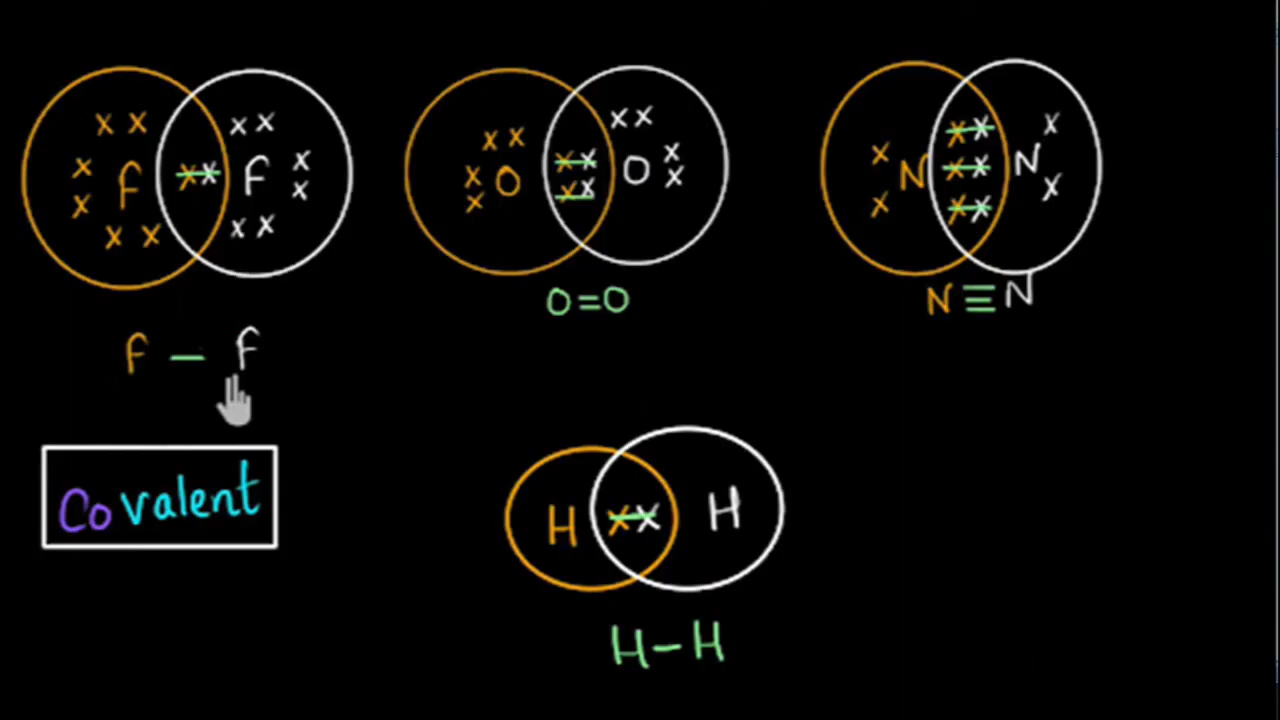 F F
O O
N N
O=O
N≡N
F – F
Covalent
H H
H–H